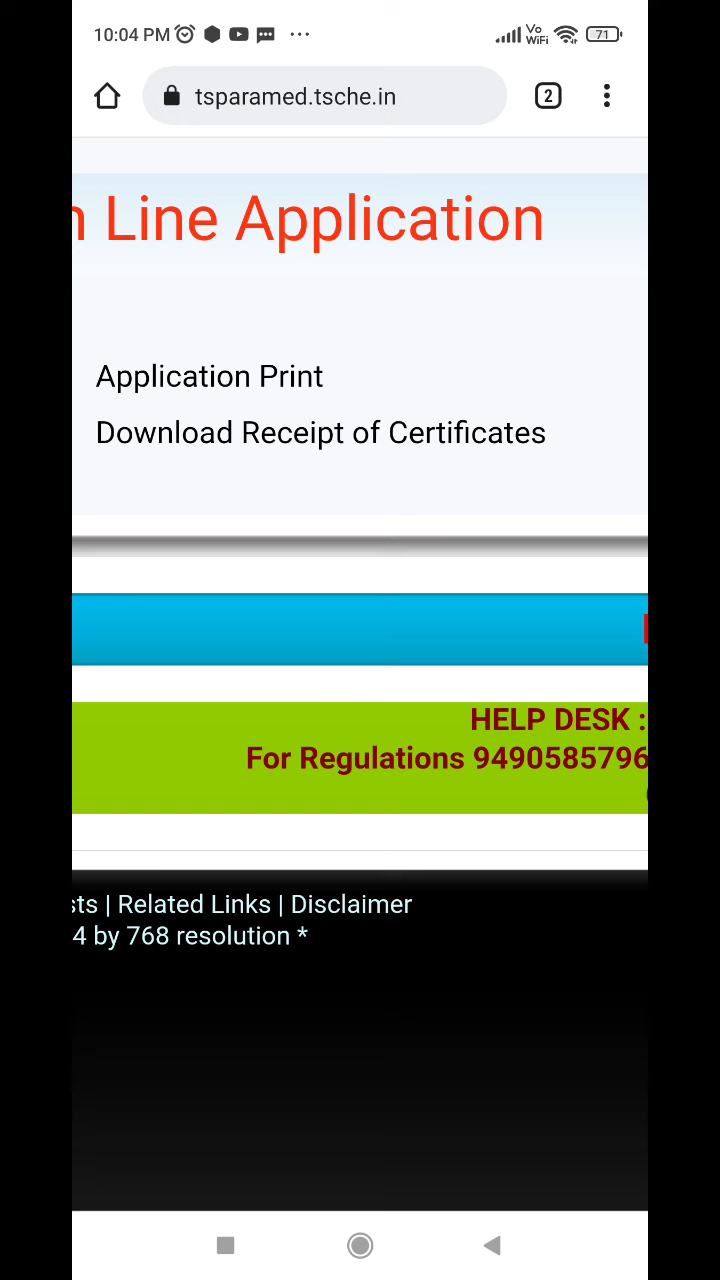 10:04 PM
Vo WiFi
71
tsparamed.tsche.in
2
n Line Application
Application Print
Download Receipt of Certificates
HELP DESK :
For Regulations 9490585796
sts | Related Links | Disclaimer
4 by 768 resolution *